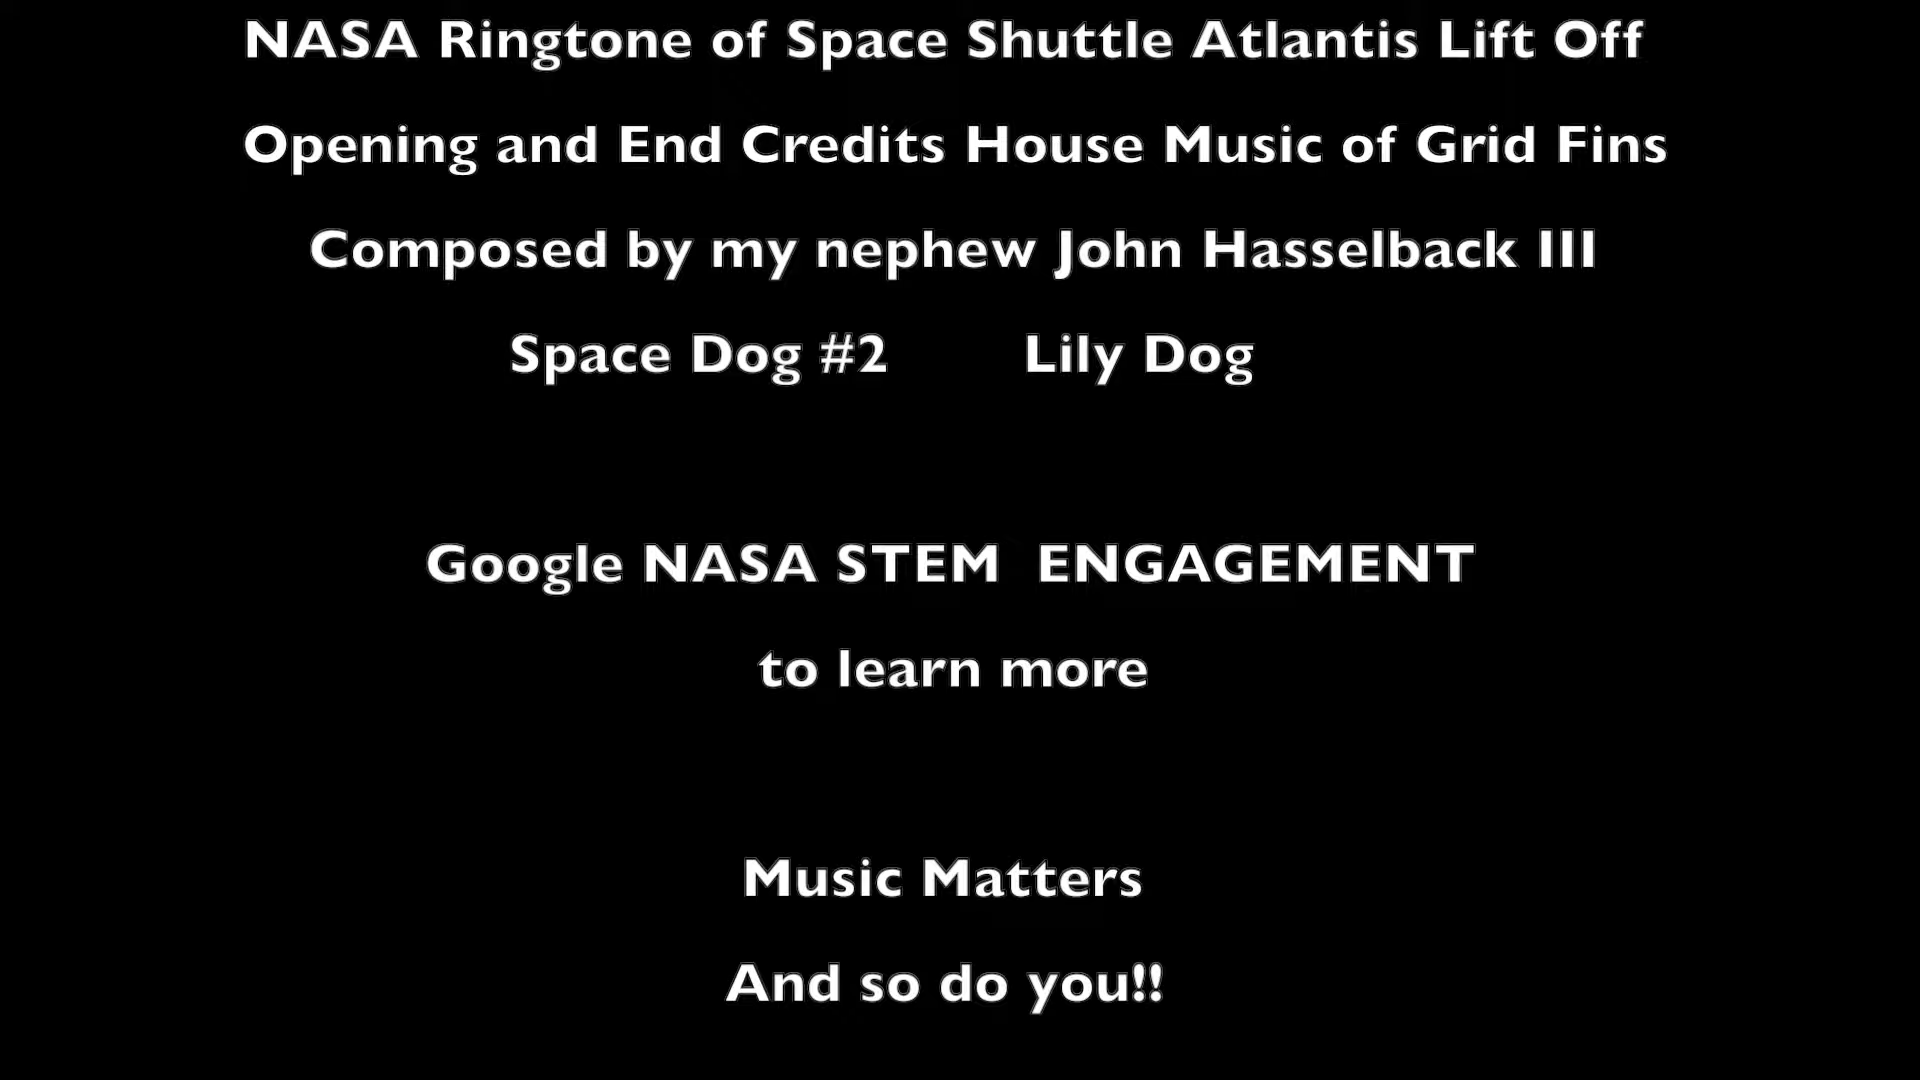 NASA Ringtone of Space Shuttle Atlantis Lift Off
Opening and End Credits House Music of Grid Fins
Composed by my nephew John Hasselback III
Space Dog #2 Lily Dog
Google NASA STEM ENGAGEMENT
to learn more
Music Matters
And so do you!!